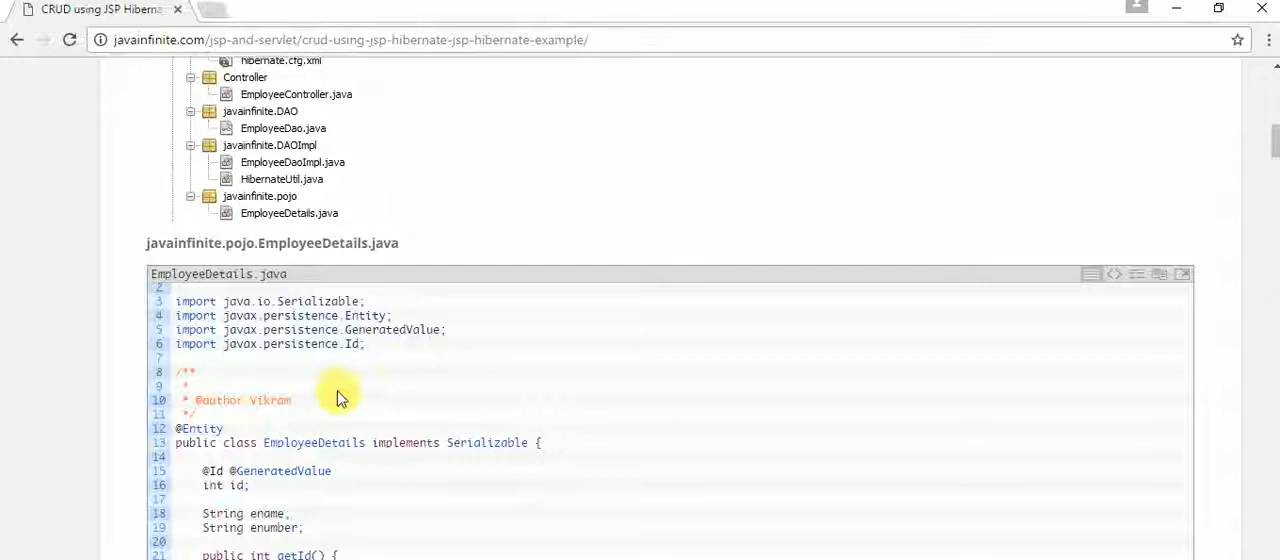 CRUD using JSP Hiberna
javainfinite.com/jsp-and-servlet/crud-using-jsp-hibernate-jsp-hibernate-example/
hibernate.cfg.xml
Controller
EmployeeController.java
javainfinite.DAO
EmployeeDao.java
javainfinite.DAOImpl
EmployeeDaoImpl.java
HibernateUtil.java
javainfinite.pojo
EmployeeDetails.java
javainfinite.pojo.EmployeeDetails.java
EmployeeDetails.java
2
3 import java.io.Serializable;
4 import javax.persistence.Entity;
5 import javax.persistence.GeneratedValue;
6 import javax.persistence.Id;
7
8 /**
9 *
10 * @author Vikram
11 */
12 @Entity
13 public class EmployeeDetails implements Serializable {
14
15 @Id @GeneratedValue
16 int id;
17
18 String ename;
19 String enumber;
20
21 public int getId() {